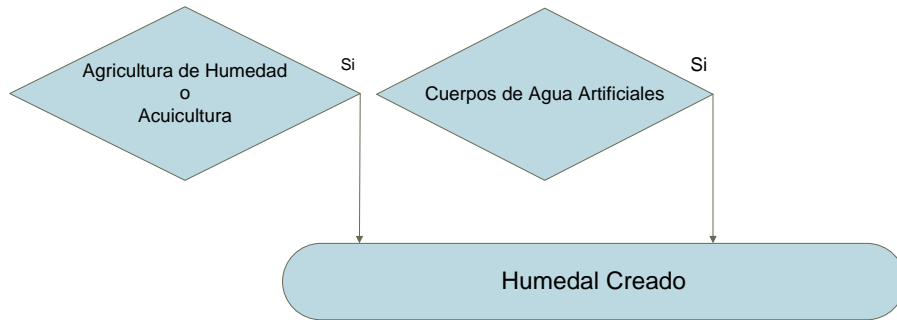 Agricultura de Humedad
o
Acuicultura
Si
Cuerpos de Agua Artificiales
Si
Humedal Creado